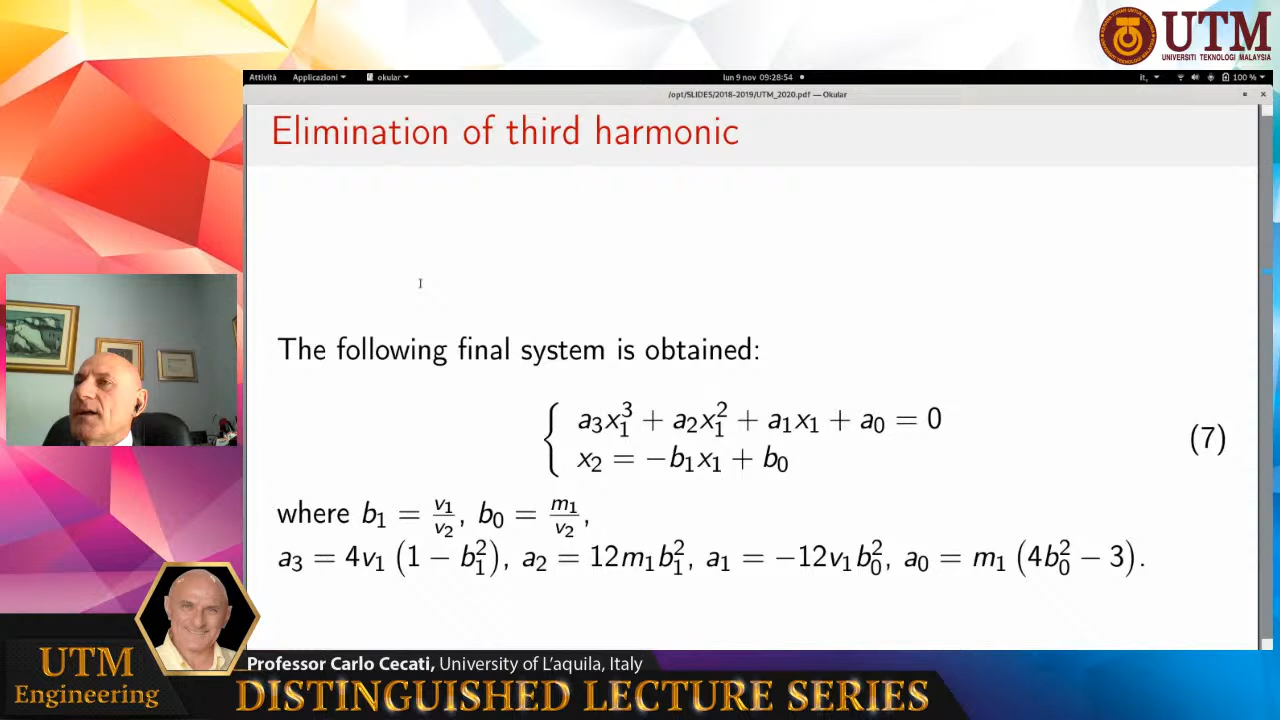 UTM
UNIVERSITI TEKNOLOGI MALAYSIA
Attività Applicazioni okular lun 9 nov 09:28:54 it, 100 %
/opt/SLIDES/2018-2019/UTM_2020.pdf — Okular
Elimination of third harmonic
The following final system is obtained:
a₃x₁³ + a₂x₁² + a₁x₁ + a₀ = 0
x₂ = −b₁x₁ + b₀
(7)
where b₁ = v₁/v₂, b₀ = m₁/v₂,
a₃ = 4v₁ (1 − b₁²), a₂ = 12m₁b₁², a₁ = −12v₁b₀², a₀ = m₁ (4b₀² − 3).
UTM
Engineering
Professor Carlo Cecati, University of L'aquila, Italy
DISTINGUISHED LECTURE SERIES